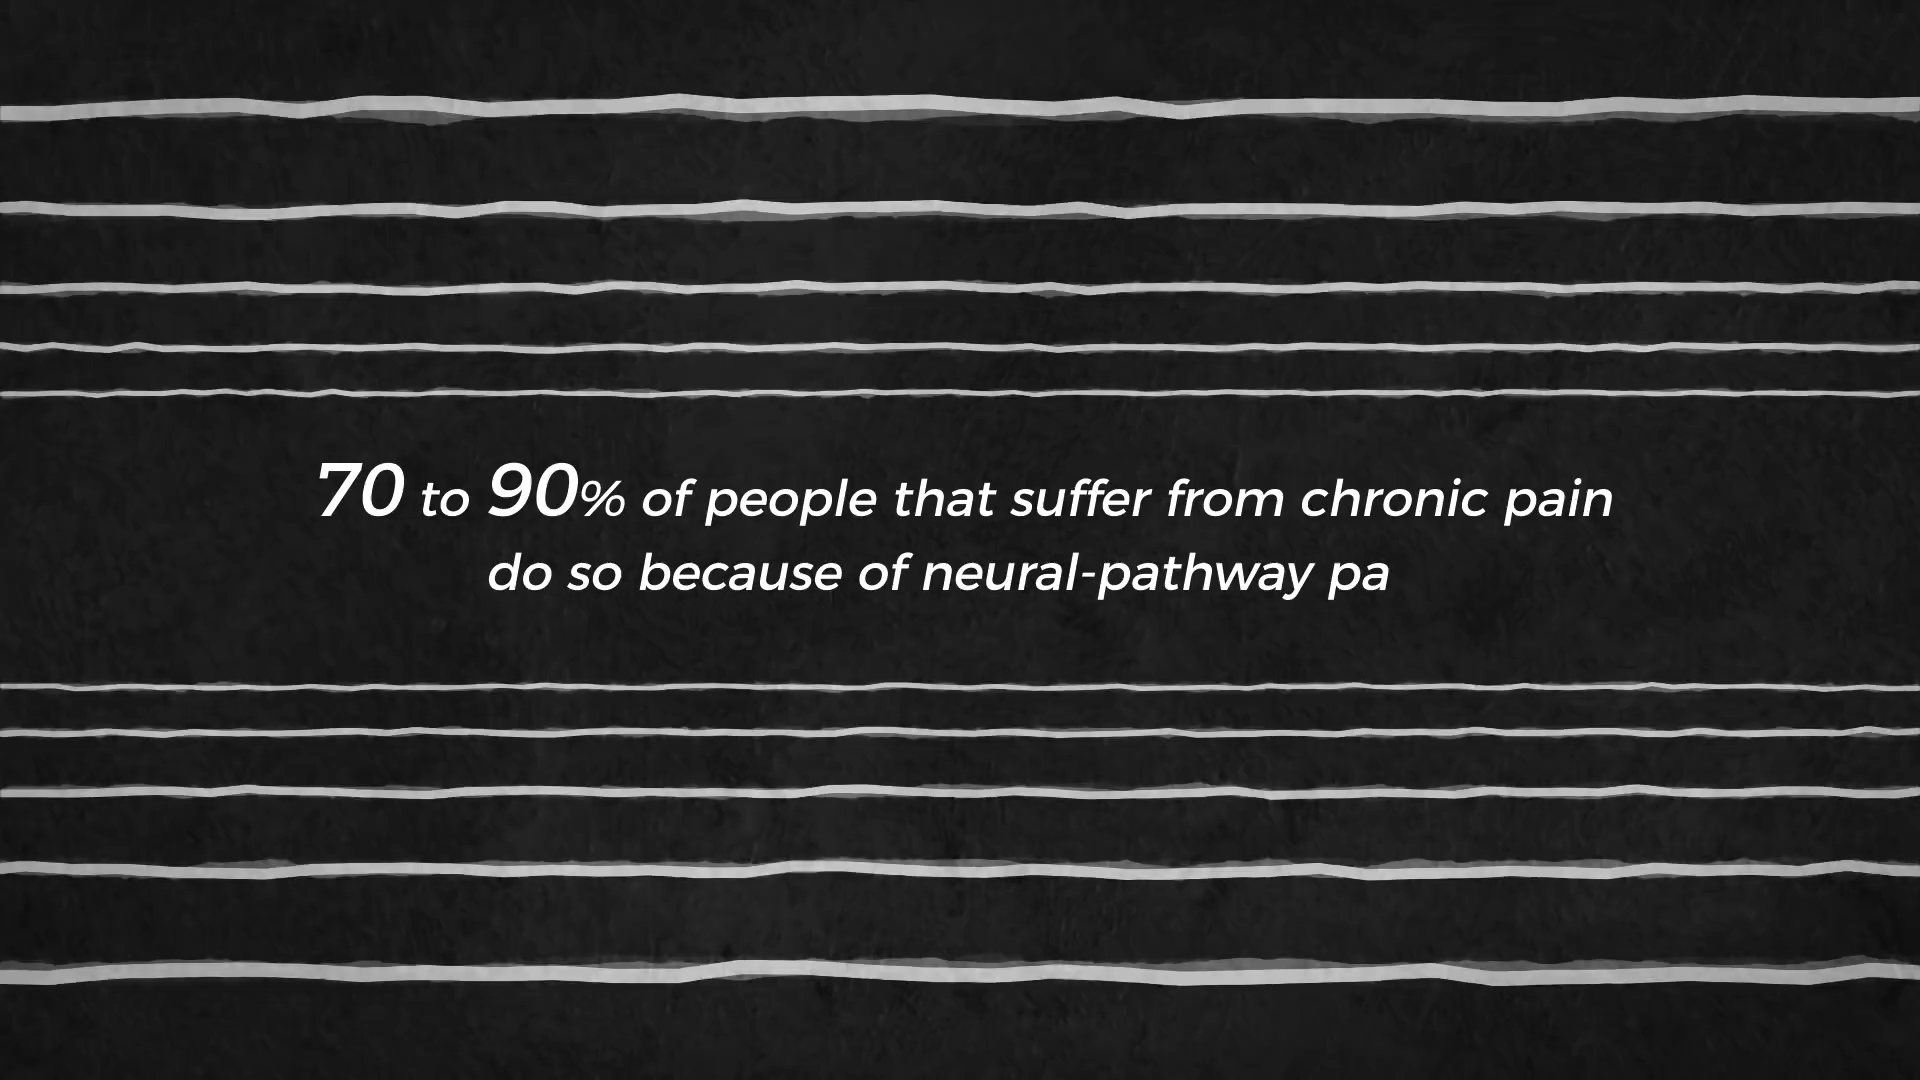 70 to 90% of people that suffer from chronic pain
do so because of neural-pathway pa